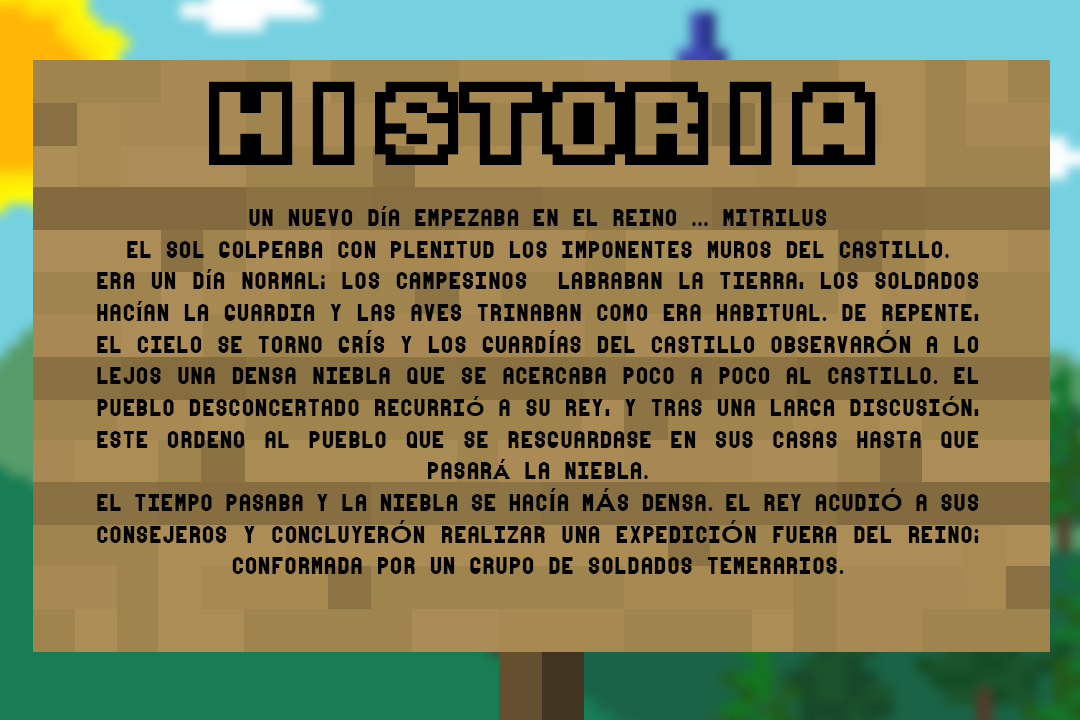 HISTORIA
UN NUEVO DÍA EMPEZABA EN EL REINO ... MITRILUS
EL SOL GOLPEABA CON PLENITUD LOS IMPONENTES MUROS DEL CASTILLO.
ERA UN DÍA NORMAL; LOS CAMPESINOS LABRABAN LA TIERRA, LOS SOLDADOS
HACÍAN LA GUARDIA Y LAS AVES TRINABAN COMO ERA HABITUAL. DE REPENTE,
EL CIELO SE TORNO GRÍS Y LOS GUARDÍAS DEL CASTILLO OBSERVARÓN A LO
LEJOS UNA DENSA NIEBLA QUE SE ACERCABA POCO A POCO AL CASTILLO. EL
PUEBLO DESCONCERTADO RECURRIÓ A SU REY, Y TRAS UNA LARGA DISCUSIÓN,
ESTE ORDENO AL PUEBLO QUE SE RESGUARDASE EN SUS CASAS HASTA QUE
PASARÁ LA NIEBLA.
EL TIEMPO PASABA Y LA NIEBLA SE HACÍA MÁS DENSA. EL REY ACUDIÓ A SUS
CONSEJEROS Y CONCLUYERÓN REALIZAR UNA EXPEDICIÓN FUERA DEL REINO;
CONFORMADA POR UN GRUPO DE SOLDADOS TEMERARIOS.